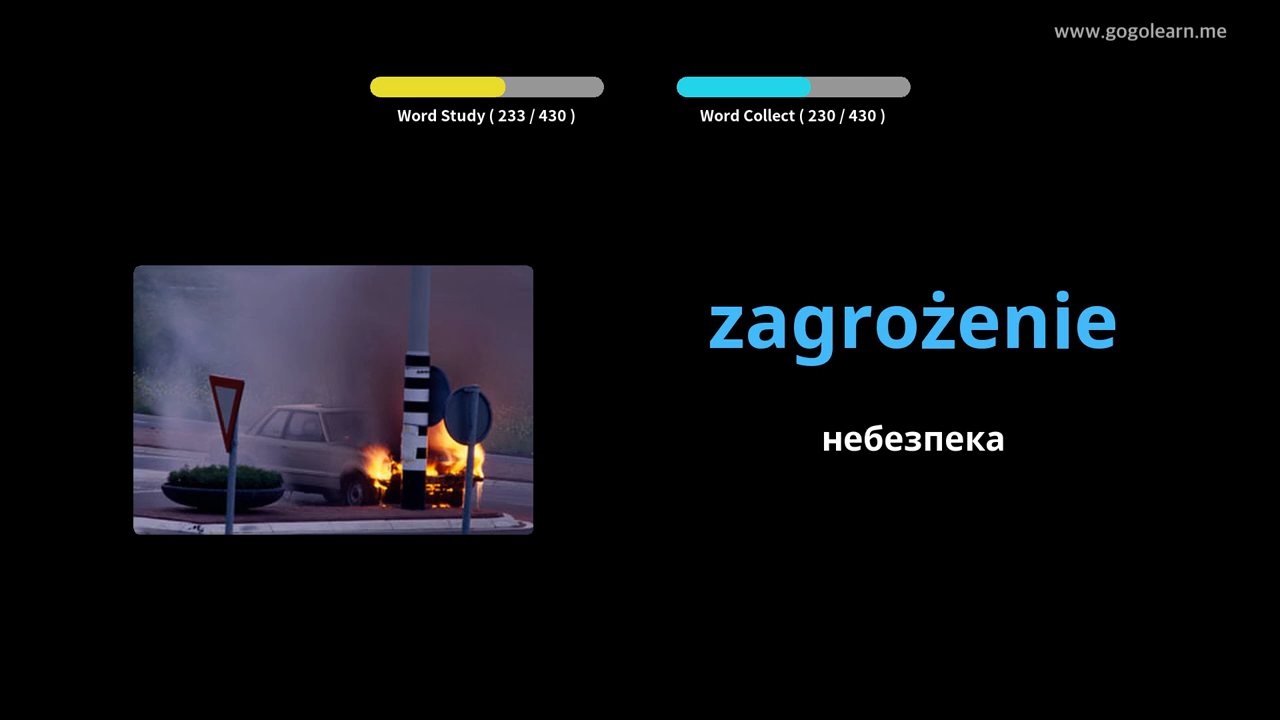 www.gogolearn.me
Word Study ( 233 / 430 )
Word Collect ( 230 / 430 )
zagrożenie
небезпека